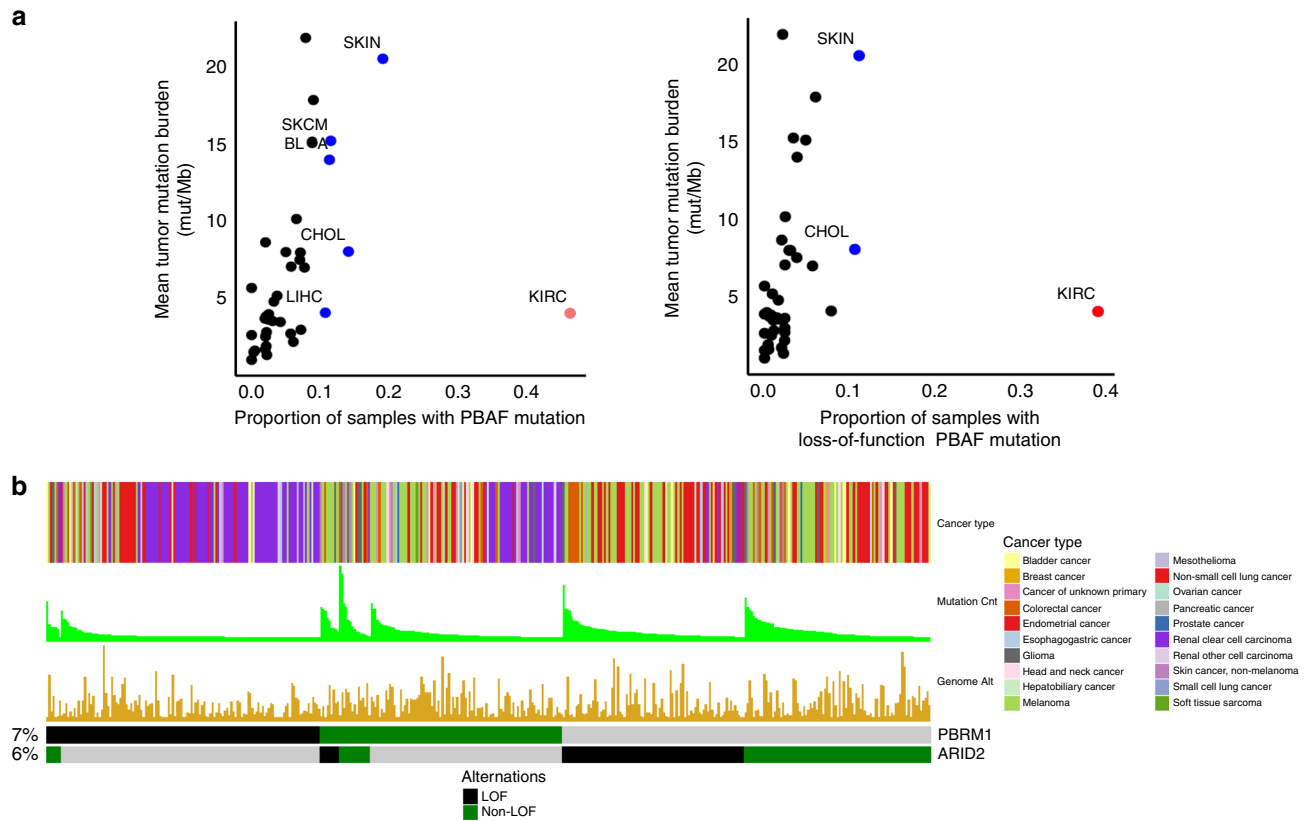 a
SKIN
SKCM
BL A
CHOL
LIHC
KIRC
20
15
10
5
0.0 0.1 0.2 0.3 0.4
Mean tumor mutation burden
(mut/Mb)
Proportion of samples with PBAF mutation
SKIN
CHOL
KIRC
20
15
10
5
0.0 0.1 0.2 0.3 0.4
Mean tumor mutation burden
(mut/Mb)
Proportion of samples with
loss-of-function PBAF mutation
b
Cancer type
Mutation Cnt
Genome Alt
7% PBRM1
6% ARID2
Alternations
LOF
Non-LOF
Cancer type
Bladder cancer
Breast cancer
Cancer of unknown primary
Colorectal cancer
Endometrial cancer
Esophagogastric cancer
Glioma
Head and neck cancer
Hepatobiliary cancer
Melanoma
Mesothelioma
Non-small cell lung cancer
Ovarian cancer
Pancreatic cancer
Prostate cancer
Renal clear cell carcinoma
Renal other cell carcinoma
Skin cancer, non-melanoma
Small cell lung cancer
Soft tissue sarcoma